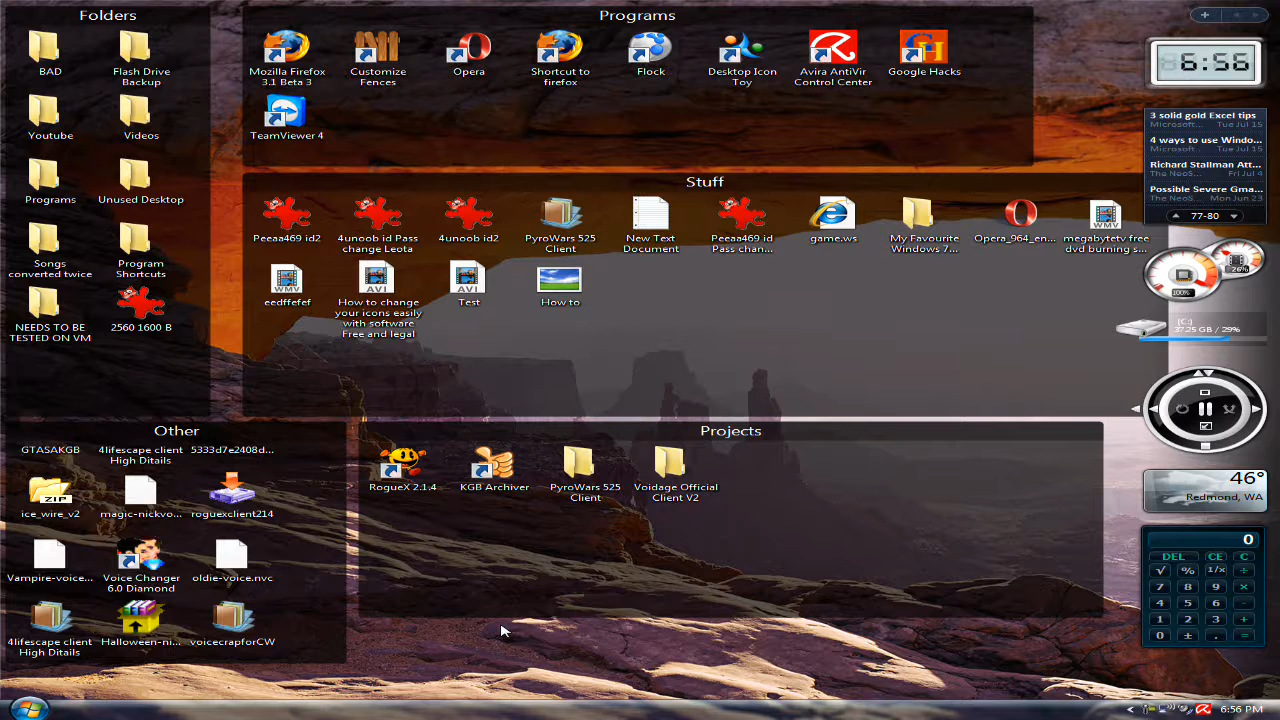 Folders
BAD
Flash Drive
Backup
Youtube
Videos
Programs
Unused Desktop
Songs
converted twice
Program
Shortcuts
NEEDS TO BE
TESTED ON VM
2560 1600 B
Programs
Mozilla Firefox
3.1 Beta 3
Customize
Fences
Opera
Shortcut to
firefox
Flock
Desktop Icon
Toy
Avira AntiVir
Control Center
Google Hacks
TeamViewer 4
Stuff
Peeaa469 id2
4unoob id Pass
change Leota
4unoob id2
PyroWars 525
Client
New Text
Document
Peeaa469 id
Pass chan...
game.ws
My Favourite
Windows 7...
Opera_964_en...
megabytetv free
dvd burning s...
WMV
eedffefef
WMV
How to change
your icons easily
with software
Free and legal
AVI
Test
AVI
How to
Other
GTASAKGB
4lifescape client
High Ditails
5333d7e2408d...
ZIP
ice_wire_v2
magic-nickvo...
roguexclient214
Vampire-voice...
Voice Changer
6.0 Diamond
oldie-voice.nvc
4lifescape client
High Ditails
Halloween-ni...
voicecrapforCW
Projects
RogueX 2.1.4
KGB Archiver
PyroWars 525
Client
Voidage Official
Client V2
6:56
3 solid gold Excel tips
Microsoft... Tue Jul 15
4 ways to use Windo...
Microsoft... Tue Jul 15
Richard Stallman Att...
The NeoS... Fri Jul 4
Possible Severe Gma...
The NeoS... Mon Jun 23
77-80
26%
100%
(C:)
37.25 GB / 29%
46°
Redmond, WA
0
DEL CE C
√ % 1/x ÷
7 8 9 ×
4 5 6 -
1 2 3 +
0 ± . =
6:56 PM